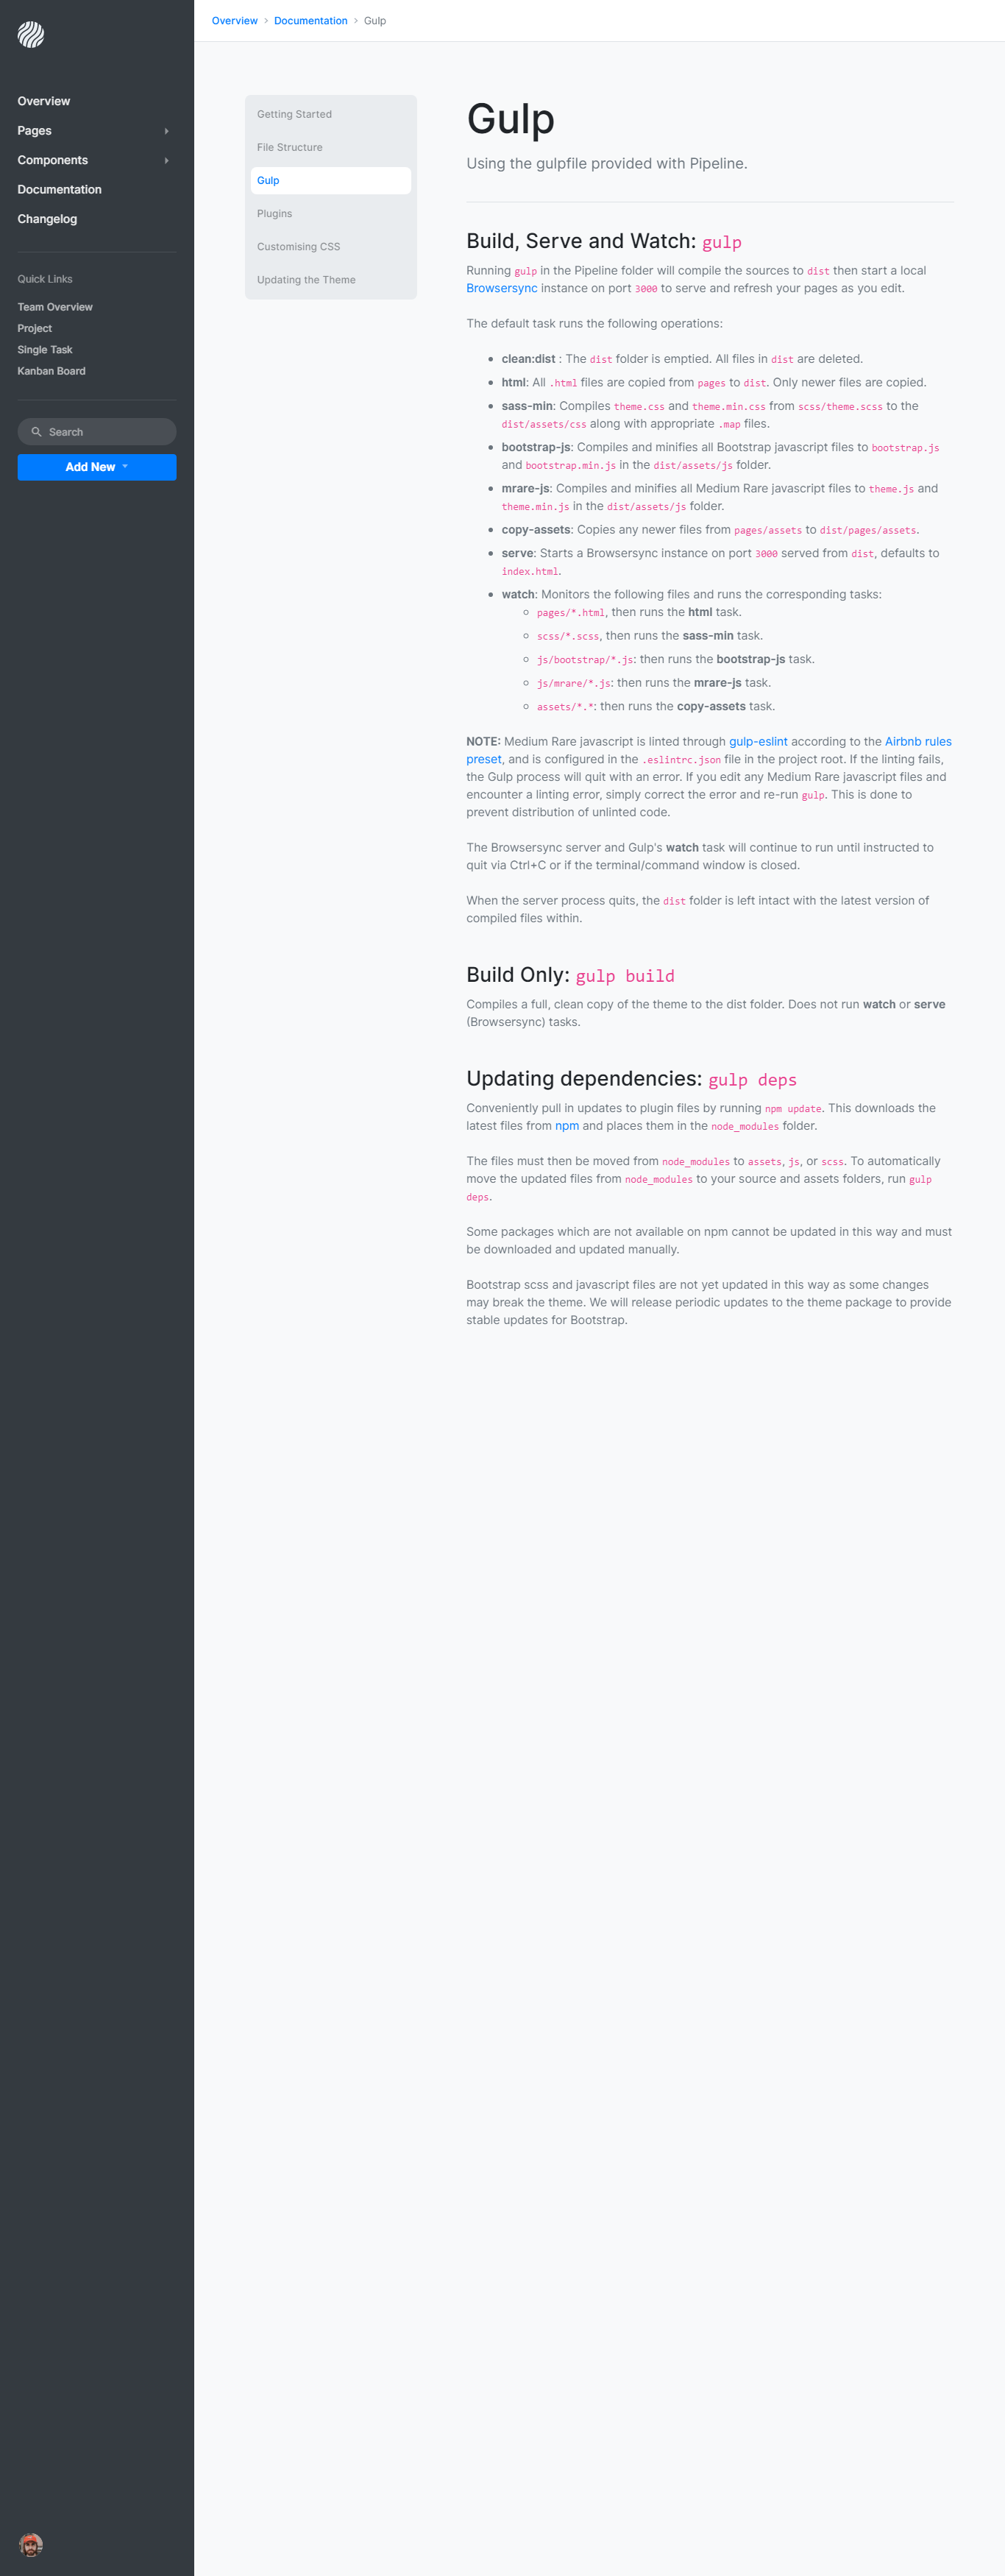 Overview > Documentation > Gulp
Overview
Pages
Components
Documentation
Changelog
Quick Links
Team Overview
Project
Single Task
Kanban Board
Search
Add New
Getting Started
File Structure
Gulp
Plugins
Customising CSS
Updating the Theme
Gulp
Using the gulpfile provided with Pipeline.
Build, Serve and Watch: gulp
Running gulp in the Pipeline folder will compile the sources to dist then start a local
Browsersync instance on port 3000 to serve and refresh your pages as you edit.
The default task runs the following operations:
clean:dist : The dist folder is emptied. All files in dist are deleted.
html: All .html files are copied from pages to dist. Only newer files are copied.
sass-min: Compiles theme.css and theme.min.css from scss/theme.scss to the
dist/assets/css along with appropriate .map files.
bootstrap-js: Compiles and minifies all Bootstrap javascript files to bootstrap.js
and bootstrap.min.js in the dist/assets/js folder.
mrare-js: Compiles and minifies all Medium Rare javascript files to theme.js and
theme.min.js in the dist/assets/js folder.
copy-assets: Copies any newer files from pages/assets to dist/pages/assets.
serve: Starts a Browsersync instance on port 3000 served from dist, defaults to
index.html.
watch: Monitors the following files and runs the corresponding tasks:
pages/*.html, then runs the html task.
scss/*.scss, then runs the sass-min task.
js/bootstrap/*.js: then runs the bootstrap-js task.
js/mrare/*.js: then runs the mrare-js task.
assets/*.*: then runs the copy-assets task.
NOTE: Medium Rare javascript is linted through gulp-eslint according to the Airbnb rules
preset, and is configured in the .eslintrc.json file in the project root. If the linting fails,
the Gulp process will quit with an error. If you edit any Medium Rare javascript files and
encounter a linting error, simply correct the error and re-run gulp. This is done to
prevent distribution of unlinted code.
The Browsersync server and Gulp's watch task will continue to run until instructed to
quit via Ctrl+C or if the terminal/command window is closed.
When the server process quits, the dist folder is left intact with the latest version of
compiled files within.
Build Only: gulp build
Compiles a full, clean copy of the theme to the dist folder. Does not run watch or serve
(Browsersync) tasks.
Updating dependencies: gulp deps
Conveniently pull in updates to plugin files by running npm update. This downloads the
latest files from npm and places them in the node_modules folder.
The files must then be moved from node_modules to assets, js, or scss. To automatically
move the updated files from node_modules to your source and assets folders, run gulp
deps.
Some packages which are not available on npm cannot be updated in this way and must
be downloaded and updated manually.
Bootstrap scss and javascript files are not yet updated in this way as some changes
may break the theme. We will release periodic updates to the theme package to provide
stable updates for Bootstrap.